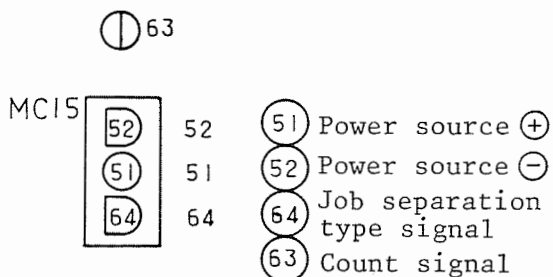 63
MC15
52 52
51 51
64 64
51 Power source ⊕
52 Power source ⊖
64 Job separation
type signal
63 Count signal